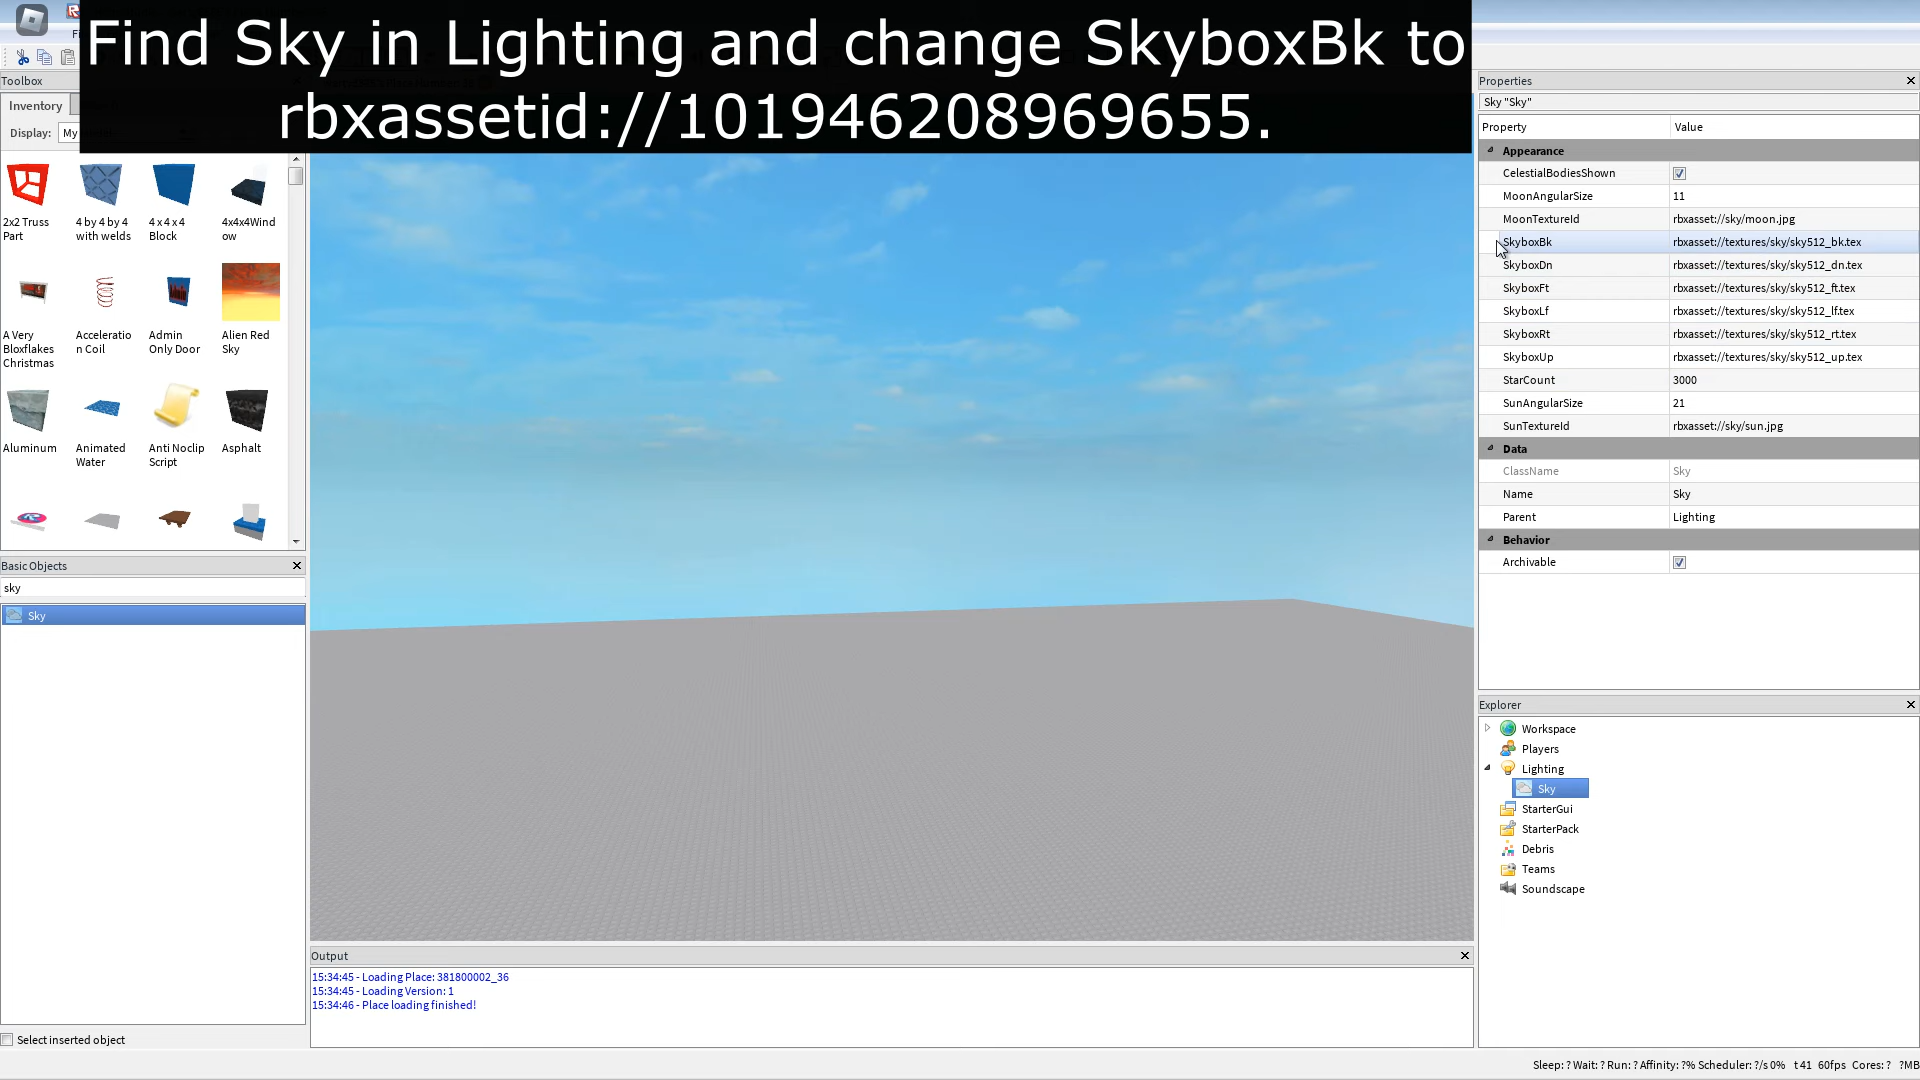 Find Sky in Lighting and change SkyboxBk to
rbxassetid://101946208969655.
Toolbox
Inventory
Display: My
2x2 Truss
Part
4 by 4 by 4
with welds
4 x 4 x 4
Block
4x4x4Wind
ow
A Very
Bloxflakes
Christmas
Acceleratio
n Coil
Admin
Only Door
Alien Red
Sky
Aluminum
Animated
Water
Anti Noclip
Script
Asphalt
Basic Objects
sky
Sky
Select inserted object
Output
15:34:45 - Loading Place: 381800002_36
15:34:45 - Loading Version: 1
15:34:46 - Place loading finished!
Properties
Sky "Sky"
Property Value
Appearance
CelestialBodiesShown
MoonAngularSize 11
MoonTextureId rbxasset://sky/moon.jpg
SkyboxBk rbxasset://textures/sky/sky512_bk.tex
SkyboxDn rbxasset://textures/sky/sky512_dn.tex
SkyboxFt rbxasset://textures/sky/sky512_ft.tex
SkyboxLf rbxasset://textures/sky/sky512_lf.tex
SkyboxRt rbxasset://textures/sky/sky512_rt.tex
SkyboxUp rbxasset://textures/sky/sky512_up.tex
StarCount 3000
SunAngularSize 21
SunTextureId rbxasset://sky/sun.jpg
Data
ClassName Sky
Name Sky
Parent Lighting
Behavior
Archivable
Explorer
Workspace
Players
Lighting
Sky
StarterGui
StarterPack
Debris
Teams
Soundscape
Sleep: ? Wait: ? Run: ? Affinity: ?% Scheduler: ?/s 0% t 41 60fps Cores: ? ?MB